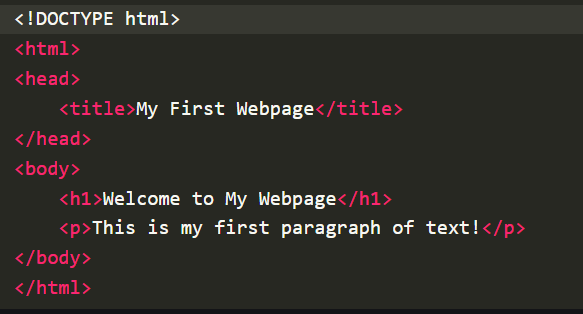 <!DOCTYPE html>
<html>
<head>
    <title>My First Webpage</title>
</head>
<body>
    <h1>Welcome to My Webpage</h1>
    <p>This is my first paragraph of text!</p>
</body>
</html>